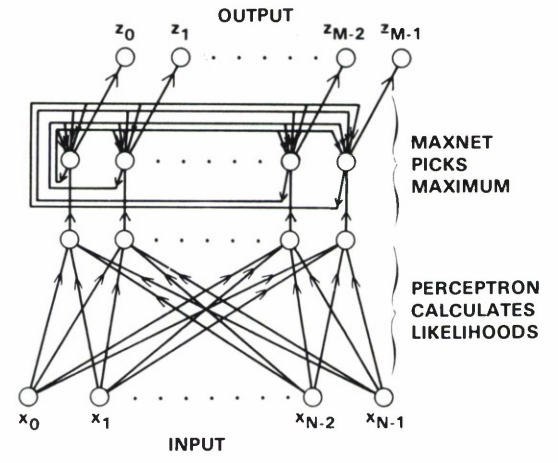 OUTPUT
z0 z1 zM-2 zM-1
MAXNET
PICKS
MAXIMUM
PERCEPTRON
CALCULATES
LIKELIHOODS
x0 x1 xN-2 xN-1
INPUT